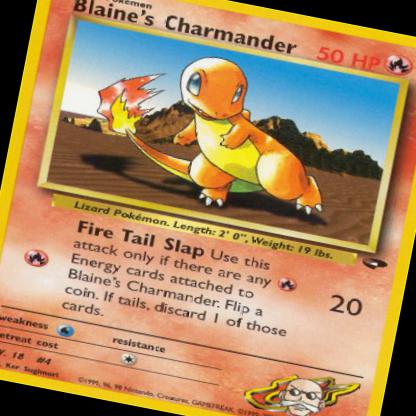 Pokémon
Blaine's Charmander 50 HP
Lizard Pokémon. Length: 2' 0", Weight: 19 lbs.
Fire Tail Slap Use this
attack only if there are any
Energy cards attached to
Blaine's Charmander. Flip a
coin. If tails, discard 1 of those
cards.
20
weakness
resistance
etreat cost
V. 18 #4
Ken Sugimori
©1995, 96, 98 Nintendo, Creatures, GAMEFREAK. ©1999